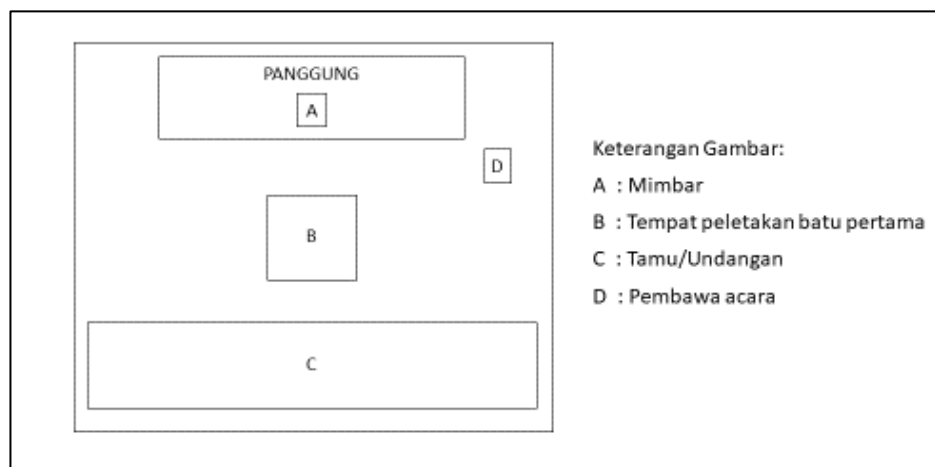 PANGGUNG
A
D
B
C
Keterangan Gambar:
A : Mimbar
B : Tempat peletakan batu pertama
C : Tamu/Undangan
D : Pembawa acara